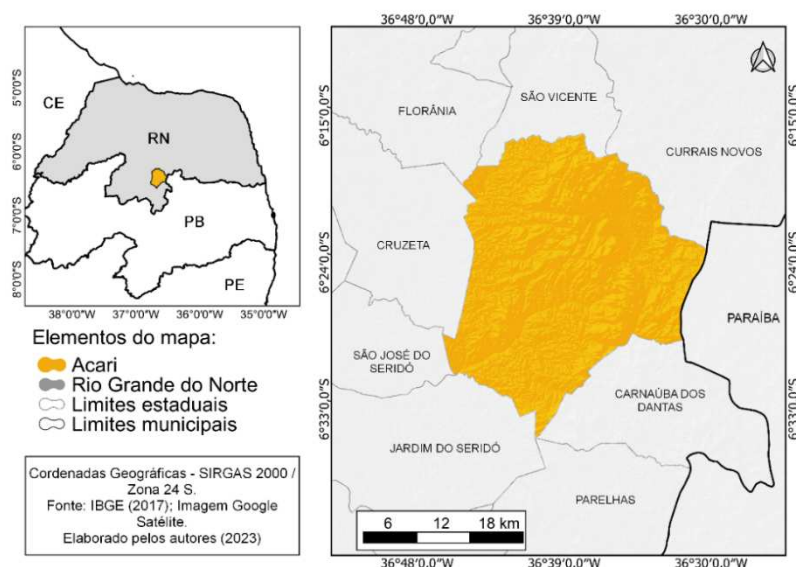 38°0'0"W 37°0'0"W 36°0'0"W 35°0'0"W
5°0'0"S
6°0'0"S
7°0'0"S
8°0'0"S
CE
RN
PB
PE
Elementos do mapa:
Acari
Rio Grande do Norte
Limites estaduais
Limites municipais
Cordenadas Geográficas - SIRGAS 2000 /
Zona 24 S.
Fonte: IBGE (2017); Imagem Google
Satélite.
Elaborado pelos autores (2023)
36°48'0,0"W 36°39'0,0"W 36°30'0,0"W
6°15'0,0"S
6°24'0,0"S
6°33'0,0"S
FLORÂNIA
SÃO VICENTE
CURRAIS NOVOS
CRUZETA
PARAÍBA
SÃO JOSÉ DO
SERIDÓ
CARNAÚBA DOS
DANTAS
JARDIM DO SERIDÓ
PARELHAS
6 12 18 km
6°15'0,0"S
6°24'0,0"S
6°33'0,0"S
36°48'0,0"W 36°39'0,0"W 36°30'0,0"W